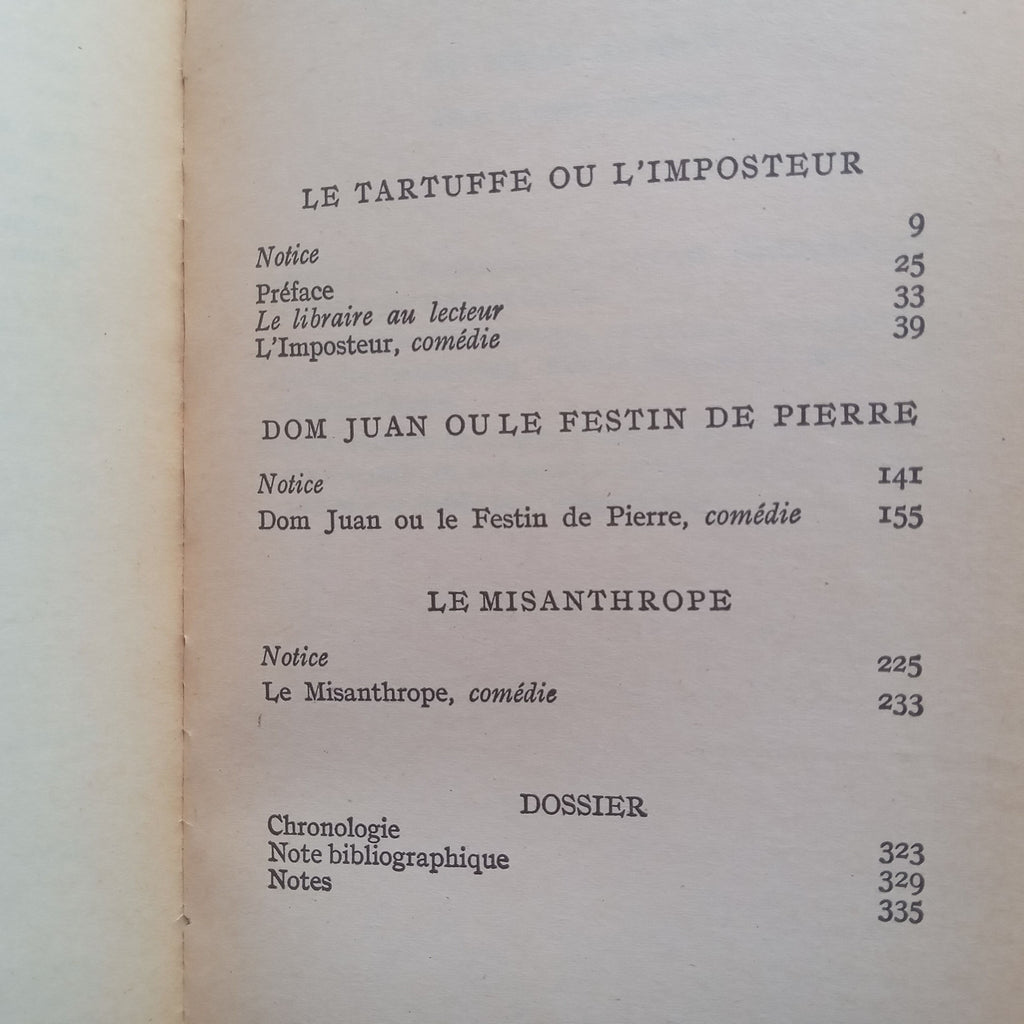 LE TARTUFFE OU L'IMPOSTEUR
Notice 9
Préface 25
Le libraire au lecteur 33
L'Imposteur, comédie 39
DOM JUAN OU LE FESTIN DE PIERRE
Notice 141
Dom Juan ou le Festin de Pierre, comédie 155
LE MISANTHROPE
Notice 225
Le Misanthrope, comédie 233
DOSSIER
Chronologie 323
Note bibliographique 329
Notes 335